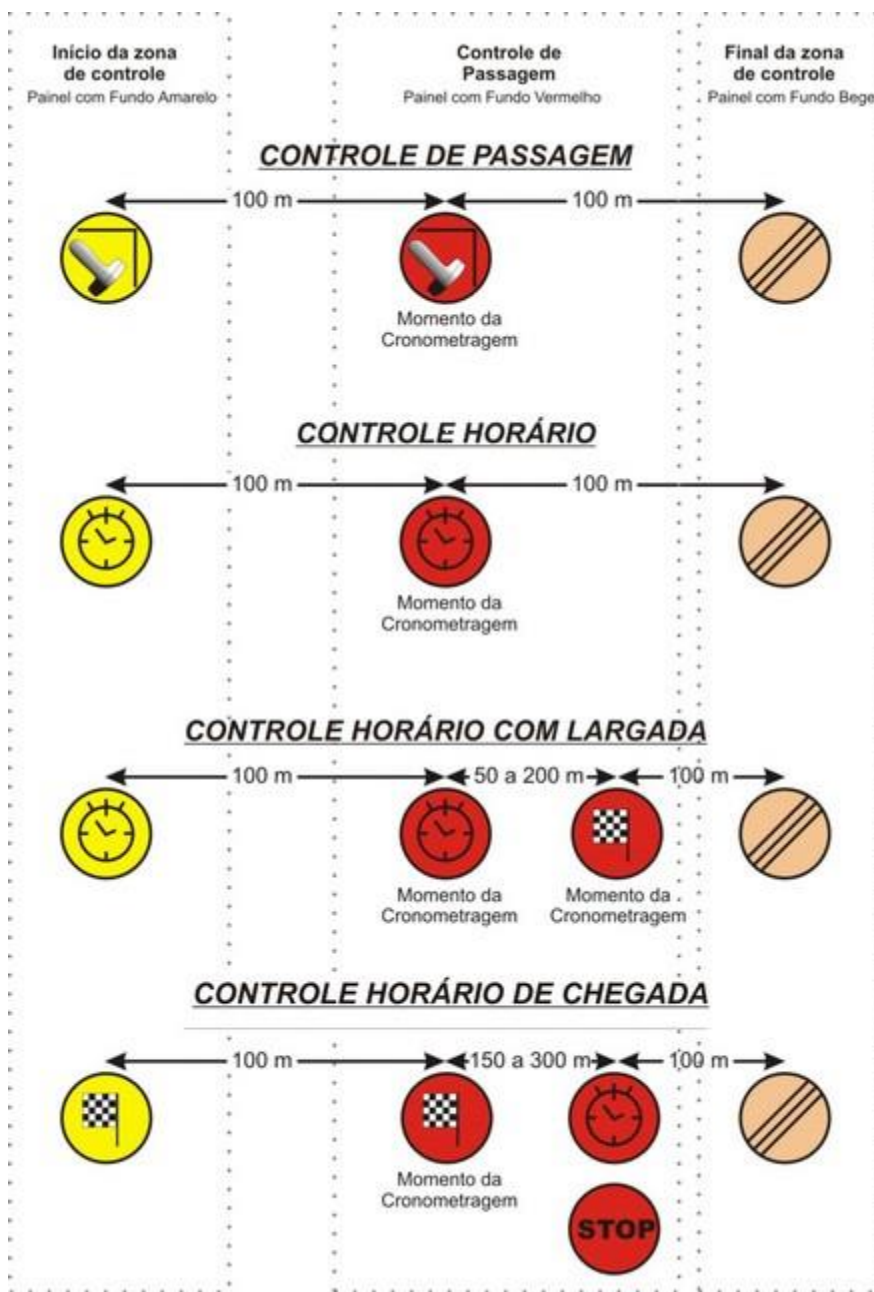 Início da zona
de controle
Painel com Fundo Amarelo
Controle de
Passagem
Painel com Fundo Vermelho
Final da zona
de controle
Painel com Fundo Bege
CONTROLE DE PASSAGEM
100 m
100 m
Momento da
Cronometragem
CONTROLE HORÁRIO
100 m
100 m
Momento da
Cronometragem
CONTROLE HORÁRIO COM LARGADA
100 m
50 a 200 m
100 m
Momento da
Cronometragem
Momento da
Cronometragem
CONTROLE HORÁRIO DE CHEGADA
100 m
150 a 300 m
100 m
Momento da
Cronometragem
STOP